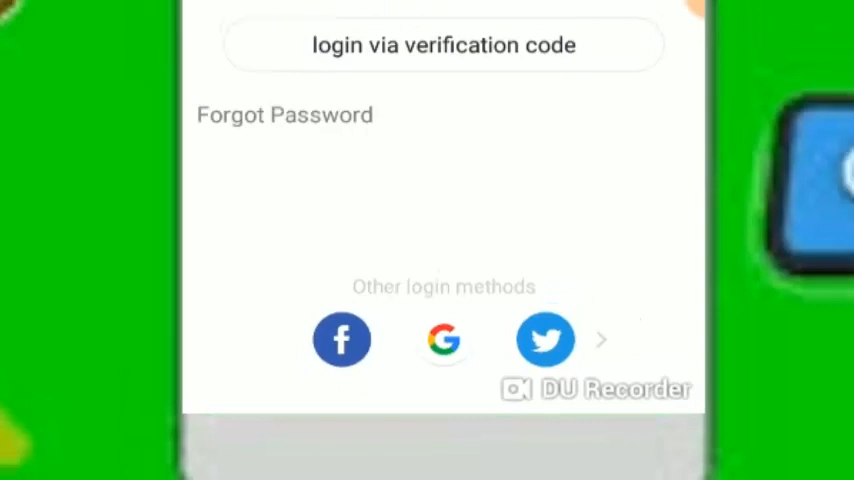 login via verification code
Forgot Password
Other login methods
DU Recorder